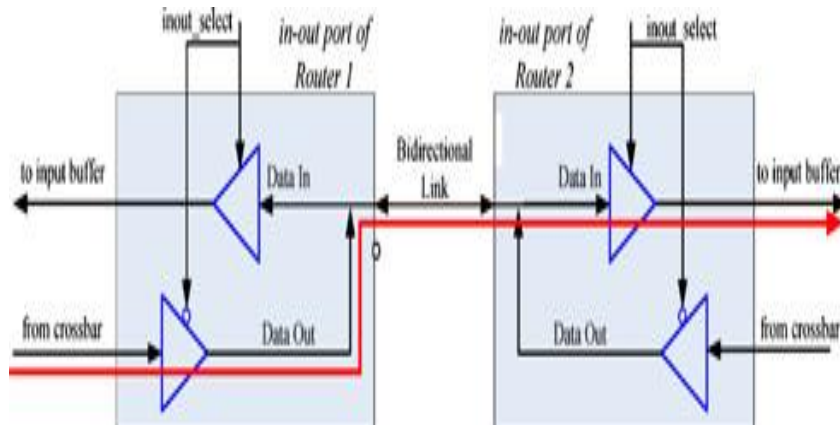 inout_select
in-out port of
Router 1
in-out port of
Router 2
inout_select
to input buffer
Data In
Bidirectional
Link
Data In
to input buffer
from crossbar
Data Out
Data Out
from crossbar